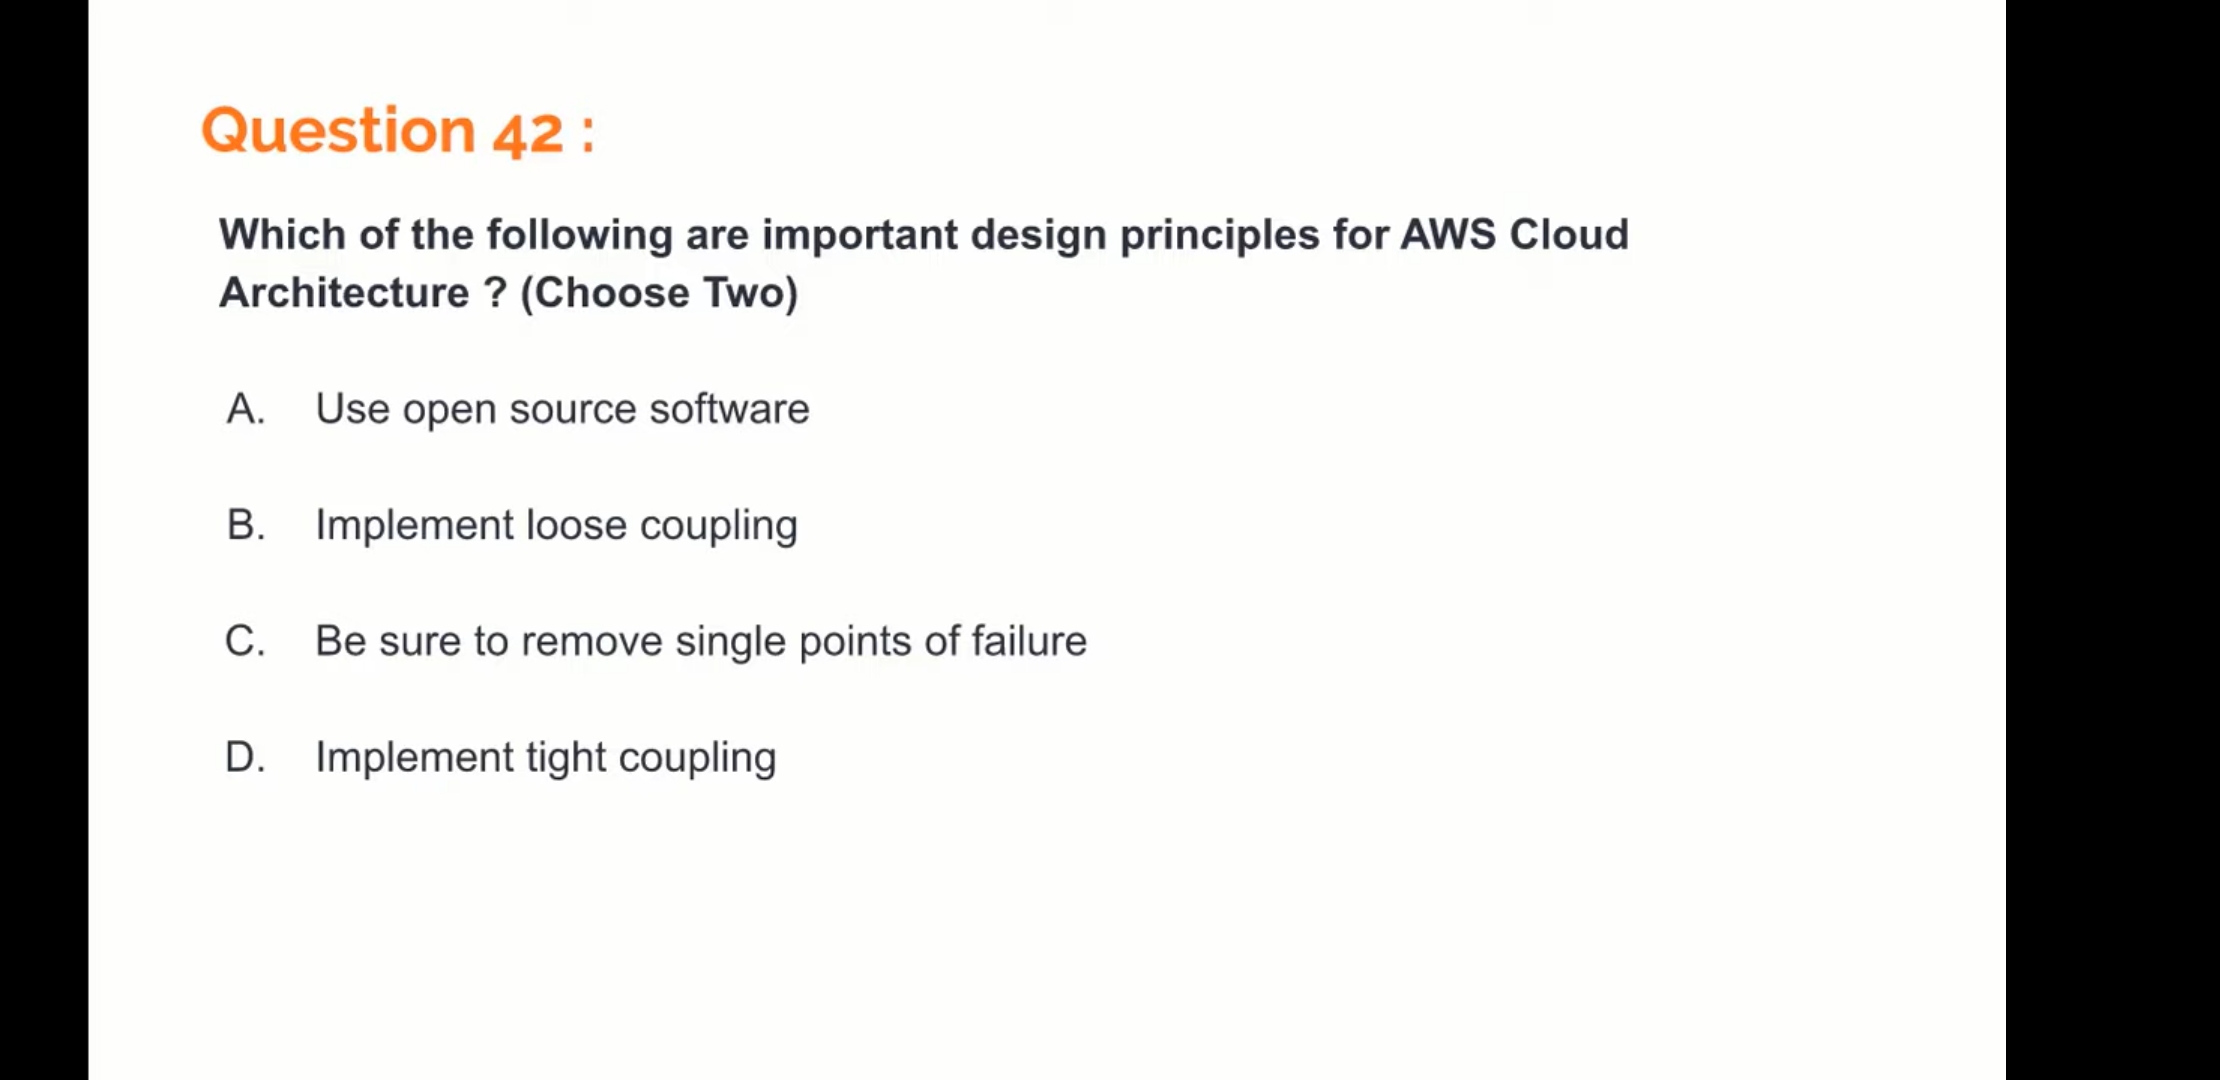 Question 42 :
Which of the following are important design principles for AWS Cloud
Architecture ? (Choose Two)
A. Use open source software
B. Implement loose coupling
C. Be sure to remove single points of failure
D. Implement tight coupling